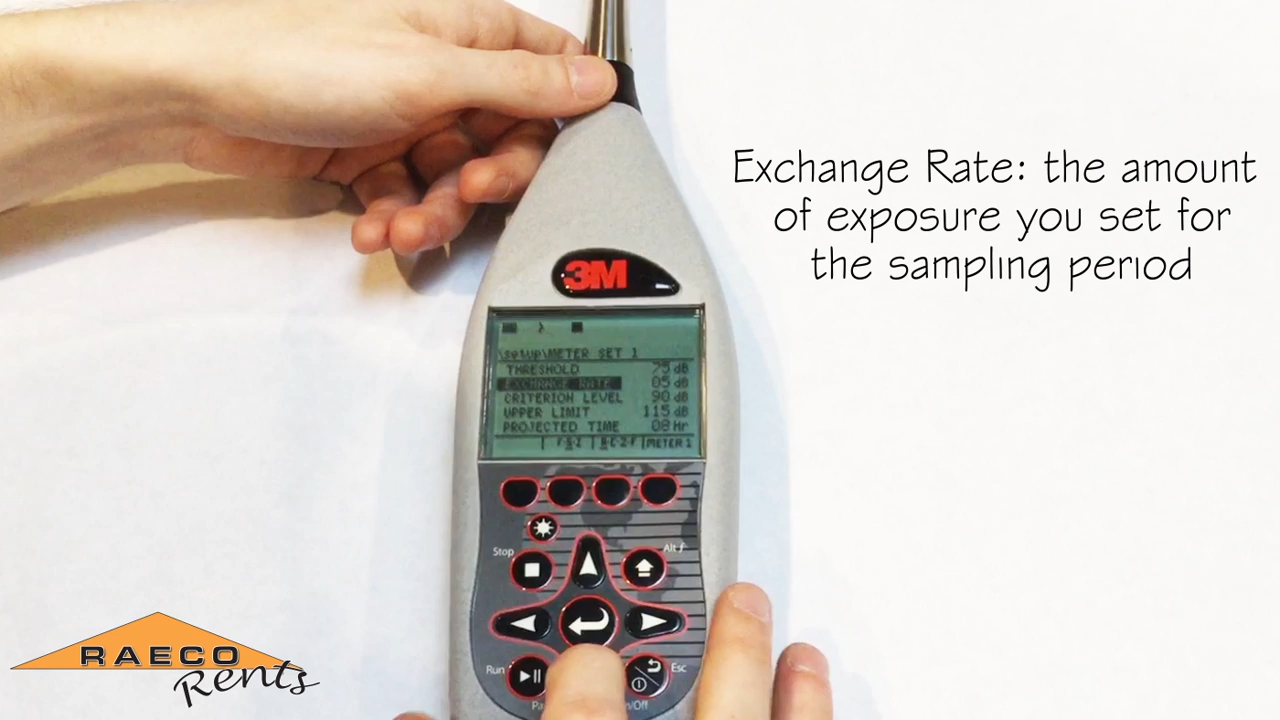 Exchange Rate: the amount
of exposure you set for
the sampling period
3M
\setup\METER SET 1
THRESHOLD 75 dB
EXCHANGE RATE 05 dB
CRITERION LEVEL 90 dB
UPPER LIMIT 115 dB
PROJECTED TIME 08 Hr
METER 1
Stop
Alt f
Run
Esc
RAECO
Rents